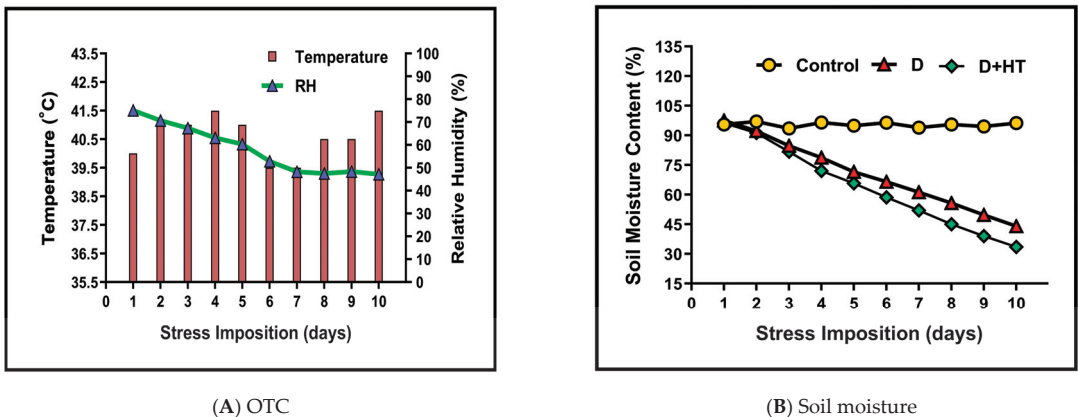 Temperature (°C)
43.5
42.5
41.5
40.5
39.5
38.5
37.5
36.5
35.5
Temperature
RH
100
90
80
70
60
50
40
30
20
10
0
Relative Humidity (%)
0 1 2 3 4 5 6 7 8 9 10
Stress Imposition (days)
(A) OTC
Soil Moisture Content (%)
135
120
105
90
75
60
45
30
15
Control D D+HT
0 1 2 3 4 5 6 7 8 9 10
Stress Imposition (days)
(B) Soil moisture